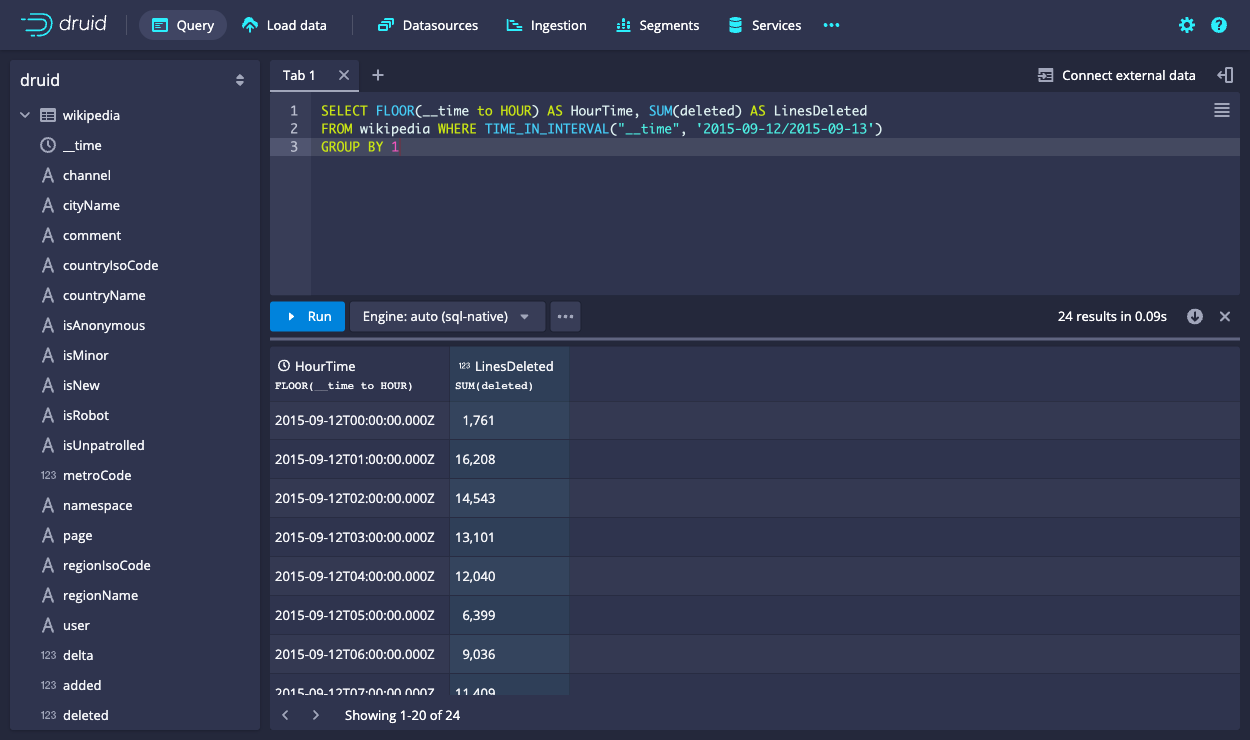 druid Query Load data Datasources Ingestion Segments Services
druid
wikipedia
__time
channel
cityName
comment
countryIsoCode
countryName
isAnonymous
isMinor
isNew
isRobot
isUnpatrolled
123 metroCode
namespace
page
regionIsoCode
regionName
user
123 delta
123 added
123 deleted
Tab 1
Connect external data
1 SELECT FLOOR(__time to HOUR) AS HourTime, SUM(deleted) AS LinesDeleted
2 FROM wikipedia WHERE TIME_IN_INTERVAL("__time", '2015-09-12/2015-09-13')
3 GROUP BY 1
Run Engine: auto (sql-native) 24 results in 0.09s
HourTime 123 LinesDeleted
FLOOR(__time to HOUR) SUM(deleted)
2015-09-12T00:00:00.000Z 1,761
2015-09-12T01:00:00.000Z 16,208
2015-09-12T02:00:00.000Z 14,543
2015-09-12T03:00:00.000Z 13,101
2015-09-12T04:00:00.000Z 12,040
2015-09-12T05:00:00.000Z 6,399
2015-09-12T06:00:00.000Z 9,036
2015-09-12T07:00:00.000Z 11,409
Showing 1-20 of 24